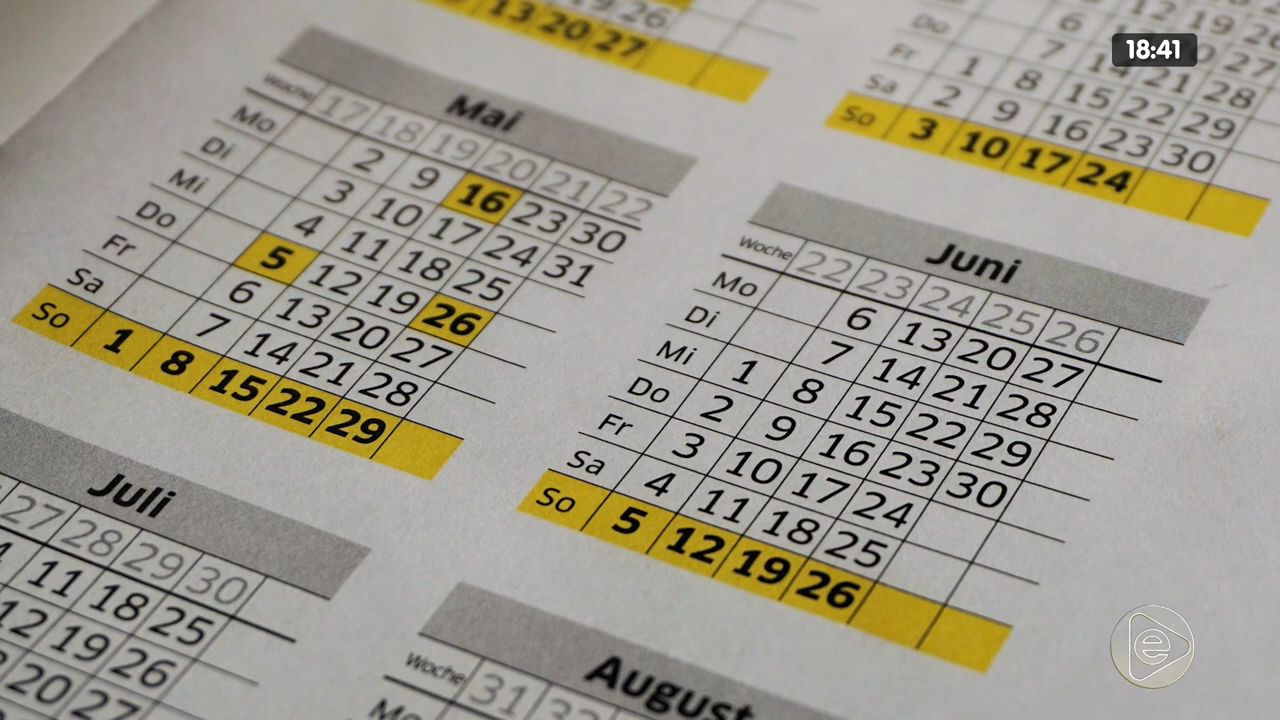 19 26
13 20 27
12 19
6 27
Do 7 14 21 28
Fr 1 8 15 22 29
Sa 2 9 16 23 30
So 3 10 17 24
18:41
Mai
Woche 17 18 19 20 21 22
Mo 2 9 16 23 30
Di 3 10 17 24 31
Mi 4 11 18 25
Do 5 12 19 26
Fr 6 13 20 27
Sa 7 14 21 28
So 1 8 15 22 29
Juni
Woche 22 23 24 25 26
Mo 6 13 20 27
Di 7 14 21 28
Mi 1 8 15 22 29
Do 2 9 16 23 30
Fr 3 10 17 24
Sa 4 11 18 25
So 5 12 19 26
Juli
27 28 29 30
4 11 18 25
12 19 26
20 27
August
Woche 31 32
Mo
e